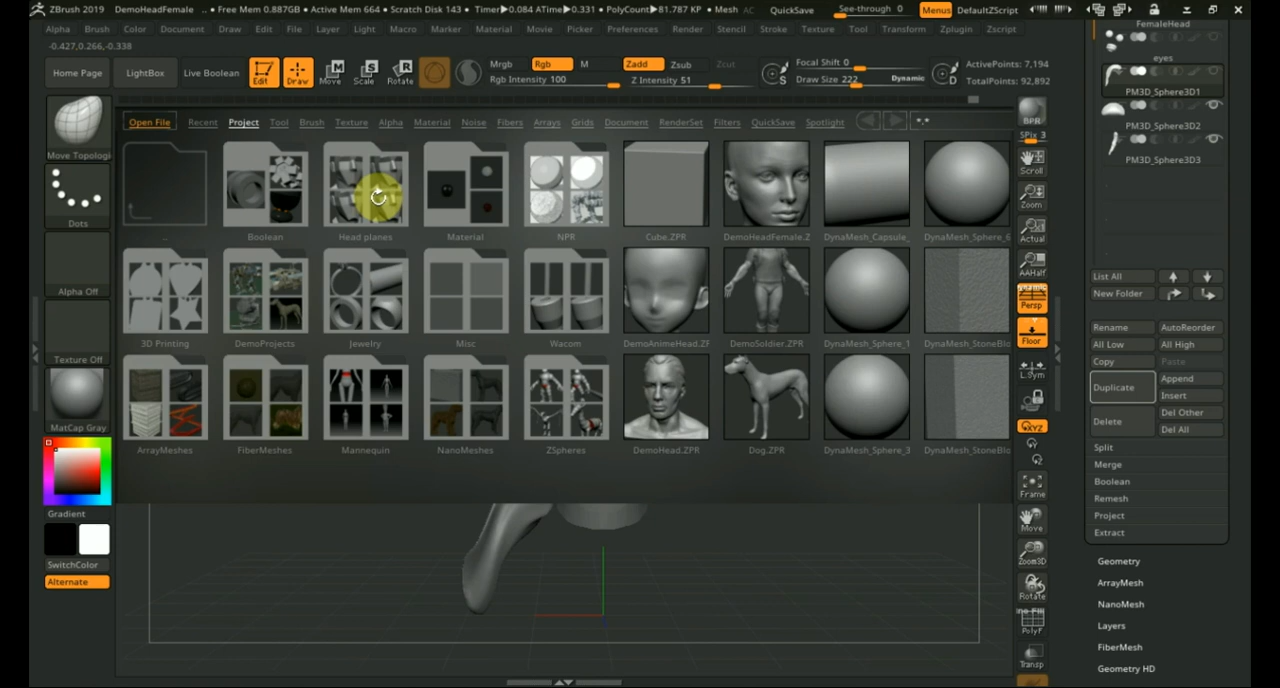 ZBrush 2019 DemoHeadFemale .. • Free Mem 0.887GB • Active Mem 664 • Scratch Disk 143 • Timer▶0.084 ATime▶0.331 • PolyCount▶81.787 KP • Mesh AC QuickSave See-through 0 Menus DefaultZScript
Alpha Brush Color Document Draw Edit File Layer Light Macro Marker Material Movie Picker Preferences Render Stencil Stroke Texture Tool Transform Zplugin Zscript
-0.427,0.266,-0.338
Home Page LightBox Live Boolean Edit Draw Move Scale Rotate
Mrgb Rgb M Zadd Zsub Zcut
Rgb Intensity 100 Z Intensity 51
S Focal Shift 0 D ActivePoints: 7,194
Draw Size 222 Dynamic TotalPoints: 92,892
FemaleHead
eyes
PM3D_Sphere3D1
PM3D_Sphere3D2
PM3D_Sphere3D3
Open File Recent Project Tool Brush Texture Alpha Material Noise Fibers Arrays Grids Document RenderSet Filters QuickSave Spotlight
.. Boolean Head planes Material NPR Cube.ZPR DemoHeadFemale.Z DynaMesh_Capsule_ DynaMesh_Sphere_6
3D Printing DemoProjects Jewelry Misc Wacom DemoAnimeHead.ZF DemoSoldier.ZPR DynaMesh_Sphere_1 DynaMesh_StoneBlo
ArrayMeshes FiberMeshes Mannequin NanoMeshes ZSpheres DemoHead.ZPR Dog.ZPR DynaMesh_Sphere_3 DynaMesh_StoneBlo
Move Topologi
Dots
Alpha Off
Texture Off
MatCap Gray
Gradient
SwitchColor
Alternate
BPR
SPix 3
Scroll
Zoom
Actual
AAHalf
Dynamic
Persp
Floor
L.Sym
XYZ
Frame
Move
Zoom3D
Rotate
PolyF
Transp
List All
New Folder
Rename AutoReorder
All Low All High
Copy Paste
Duplicate Append
Insert
Delete Del Other
Del All
Split
Merge
Boolean
Remesh
Project
Extract
Geometry
ArrayMesh
NanoMesh
Layers
FiberMesh
Geometry HD